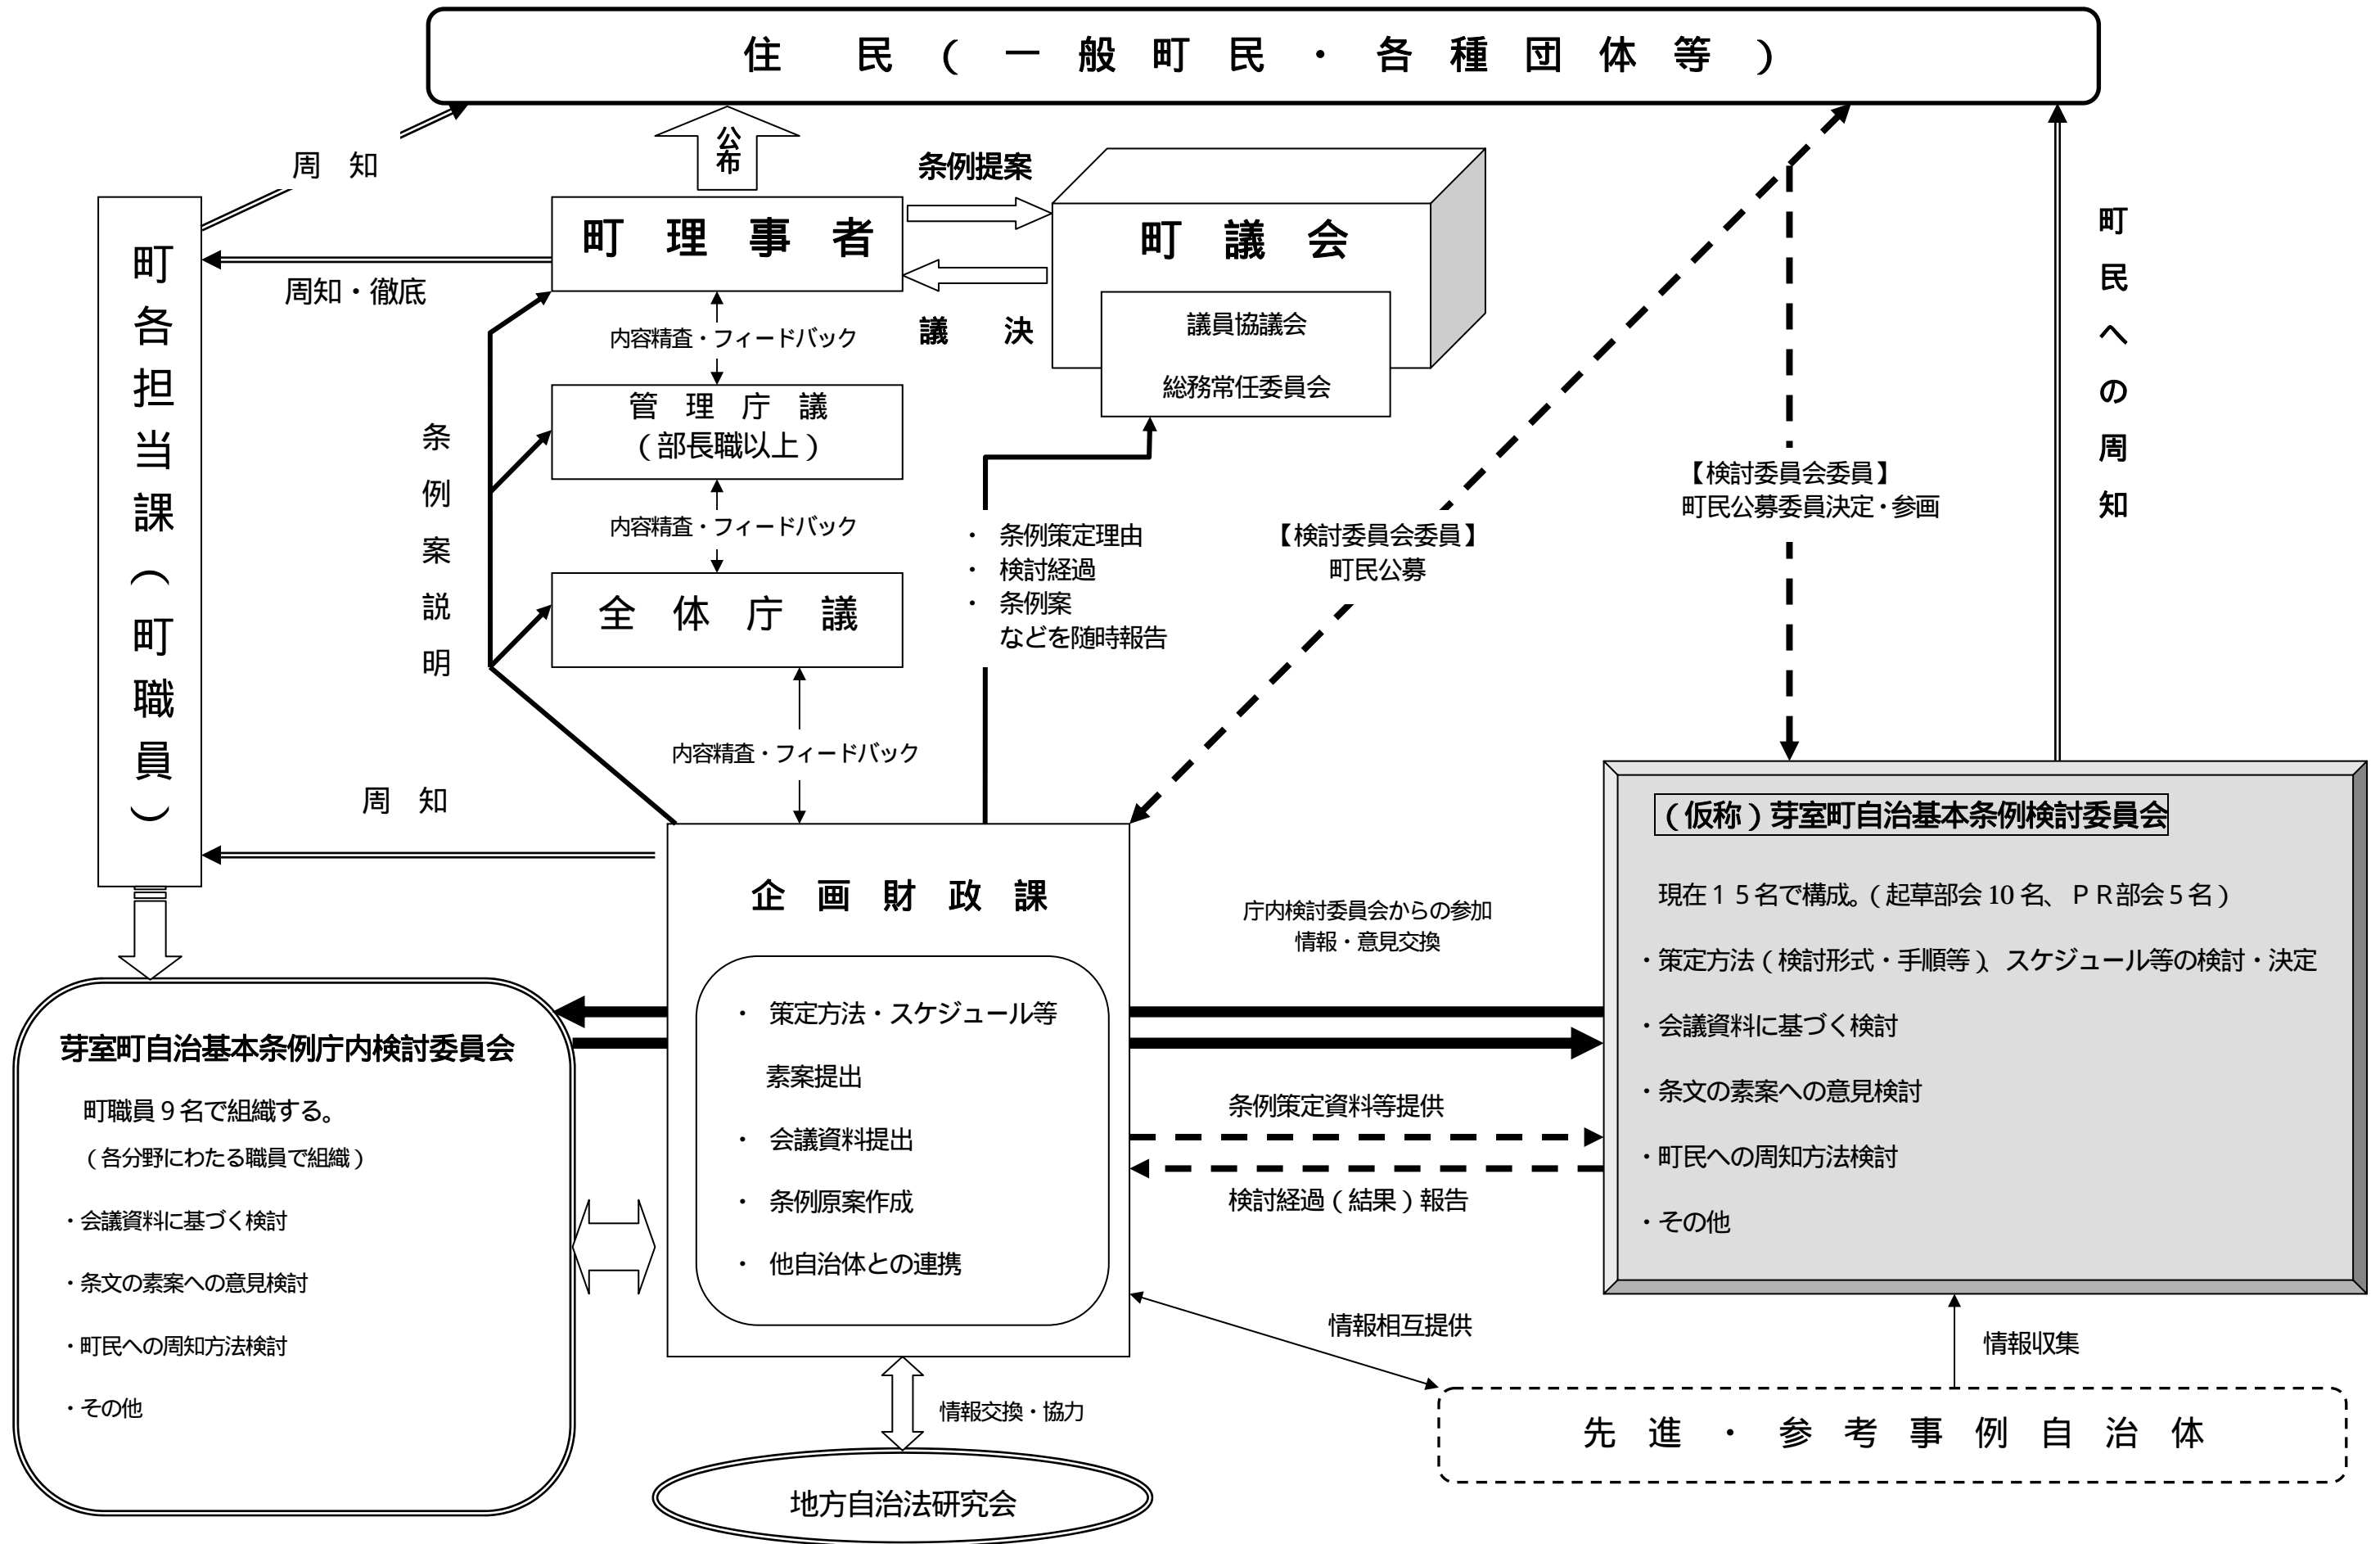 住　民（一般町民・各種団体等）
公布
周　知
条例提案
町理事者
町議会
周知・徹底
議　決
議員協議会
総務常任委員会
内容精査・フィードバック
管理庁議
（部長職以上）
内容精査・フィードバック
全体庁議
内容精査・フィードバック
町各担当課（町職員）
条例案説明
周　知
・　条例策定理由
・　検討経過
・　条例案
などを随時報告
【検討委員会委員】
町民公募
【検討委員会委員】
町民公募委員決定・参画
町民への周知
企画財政課
・　策定方法・スケジュール等
素案提出
・　会議資料提出
・　条例原案作成
・　他自治体との連携
庁内検討委員会からの参加
情報・意見交換
条例策定資料等提供
検討経過（結果）報告
（仮称）芽室町自治基本条例検討委員会
現在１５名で構成。（起草部会10名、ＰＲ部会５名）
・策定方法（検討形式・手順等）、スケジュール等の検討・決定
・会議資料に基づく検討
・条文の素案への意見検討
・町民への周知方法検討
・その他
芽室町自治基本条例庁内検討委員会
町職員９名で組織する。
（各分野にわたる職員で組織）
・会議資料に基づく検討
・条文の素案への意見検討
・町民への周知方法検討
・その他
情報相互提供
情報収集
情報交換・協力
先進・参考事例自治体
地方自治法研究会